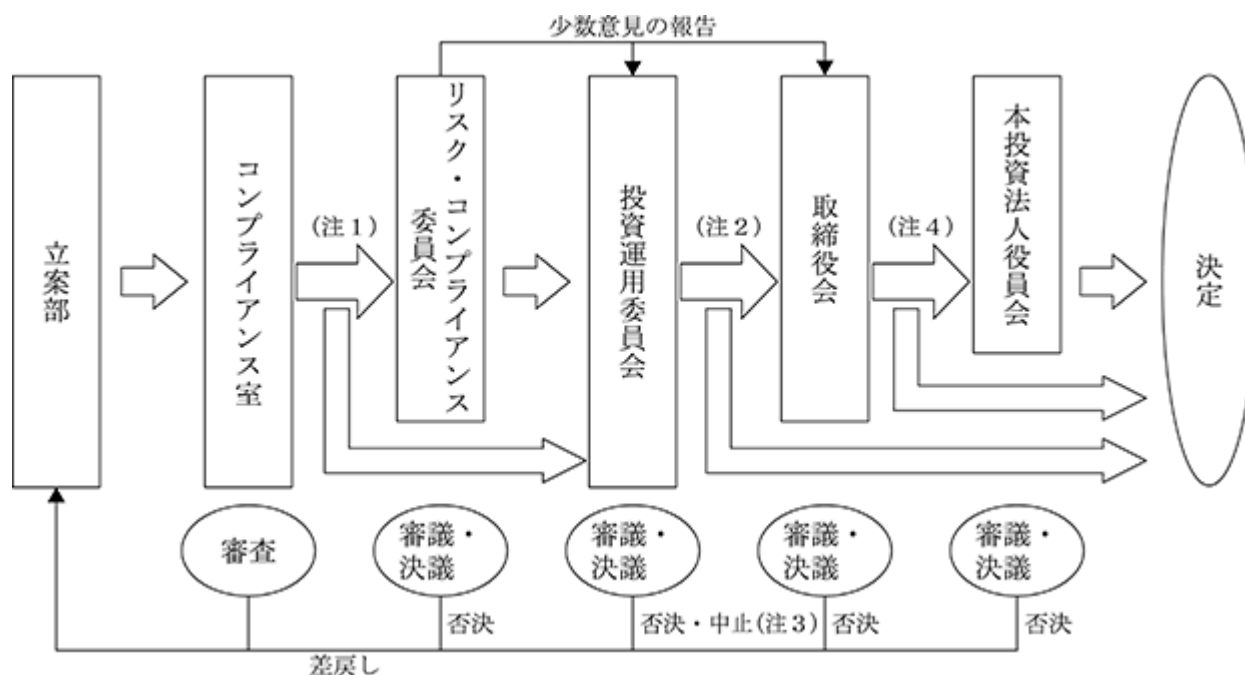 少数意見の報告
立案部
コンプライアンス室
(注1)
リスク・コンプライアンス
委員会
投資運用委員会
(注2)
取締役会
(注4)
本投資法人役員会
決定
審査
審議・
決議
審議・
決議
審議・
決議
審議・
決議
否決
否決・中止(注3)
否決
否決
差戻し